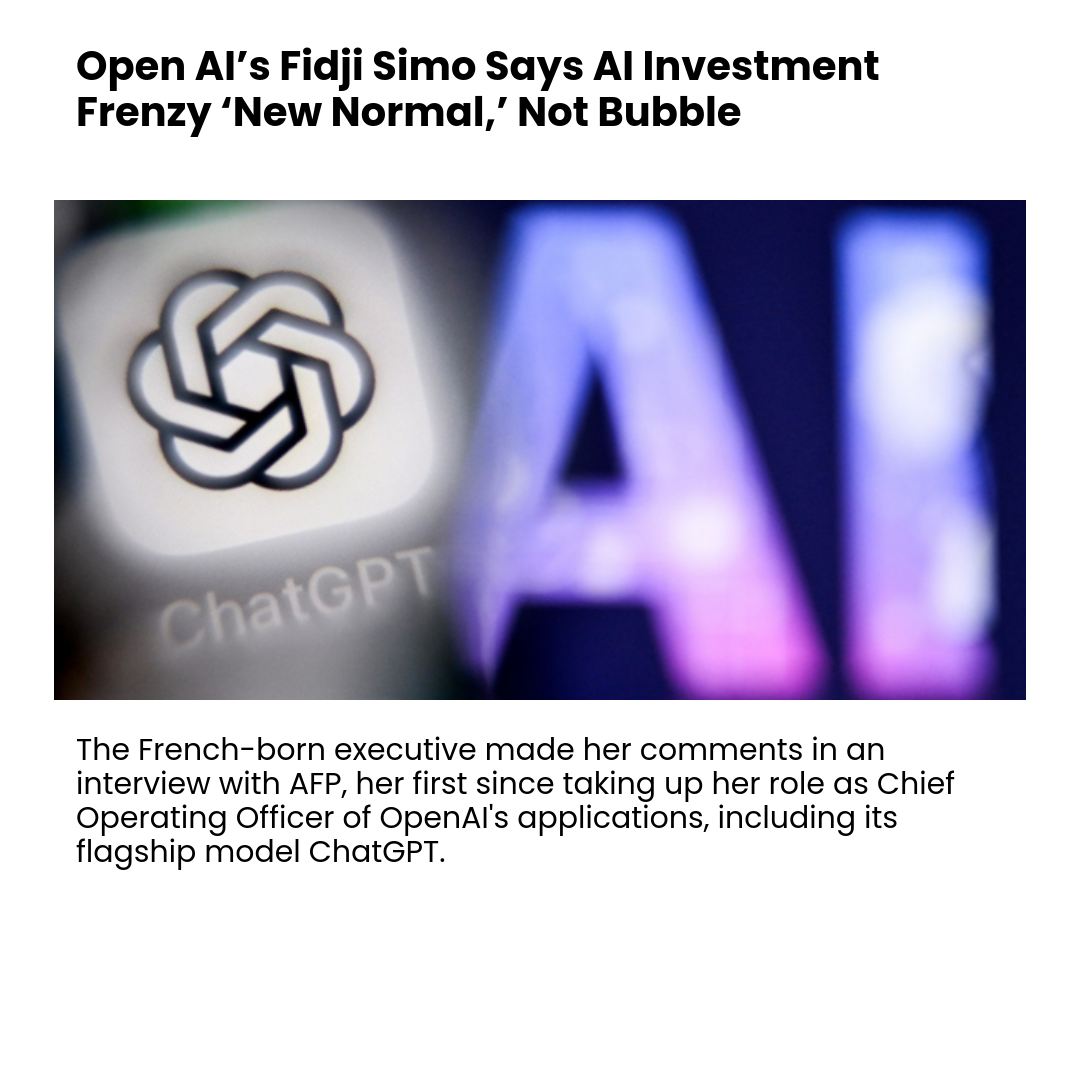 Open AI’s Fidji Simo Says AI Investment
Frenzy ‘New Normal,’ Not Bubble
AI
ChatGPT
The French-born executive made her comments in an
interview with AFP, her first since taking up her role as Chief
Operating Officer of OpenAI's applications, including its
flagship model ChatGPT.